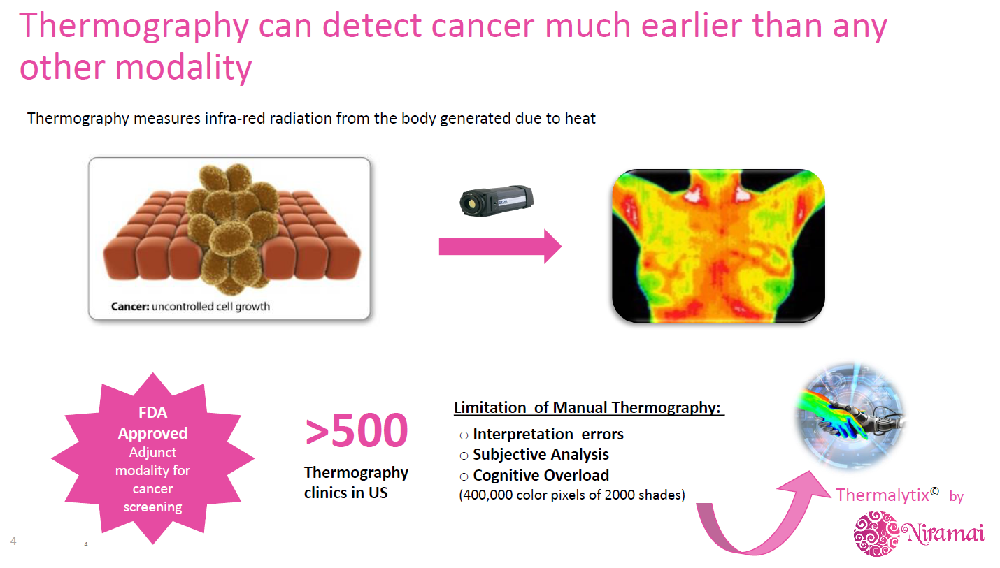 Thermography can detect cancer much earlier than any
other modality
Thermography measures infra-red radiation from the body generated due to heat
Cancer: uncontrolled cell growth
FDA
Approved
Adjunct
modality for
cancer
screening
>500
Thermography
clinics in US
Limitation of Manual Thermography:
○ Interpretation errors
○ Subjective Analysis
○ Cognitive Overload
(400,000 color pixels of 2000 shades)
Thermalytix© by
Niramai
4
4